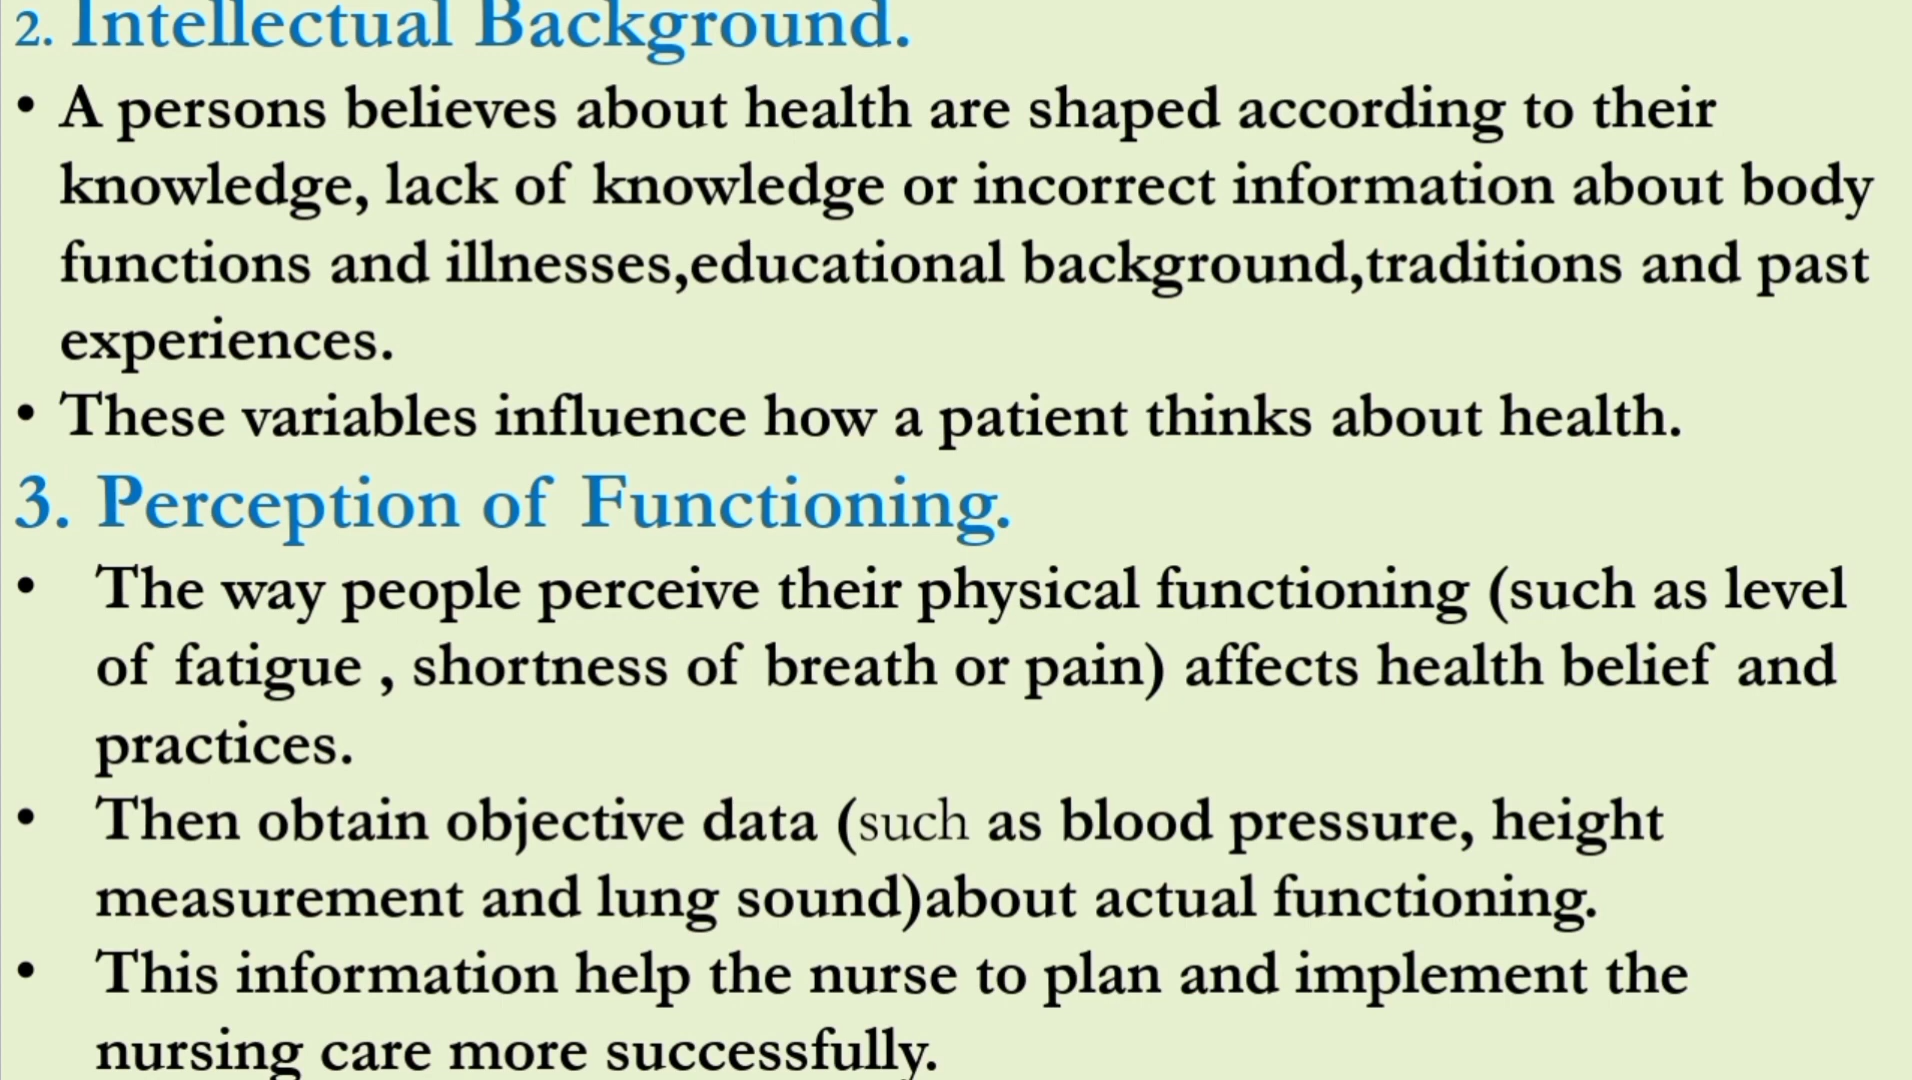 2. Intellectual Background.
• A persons believes about health are shaped according to their
knowledge, lack of knowledge or incorrect information about body
functions and illnesses,educational background,traditions and past
experiences.
• These variables influence how a patient thinks about health.
3. Perception of Functioning.
• The way people perceive their physical functioning (such as level
of fatigue , shortness of breath or pain) affects health belief and
practices.
• Then obtain objective data (such as blood pressure, height
measurement and lung sound)about actual functioning.
• This information help the nurse to plan and implement the
nursing care more successfully.